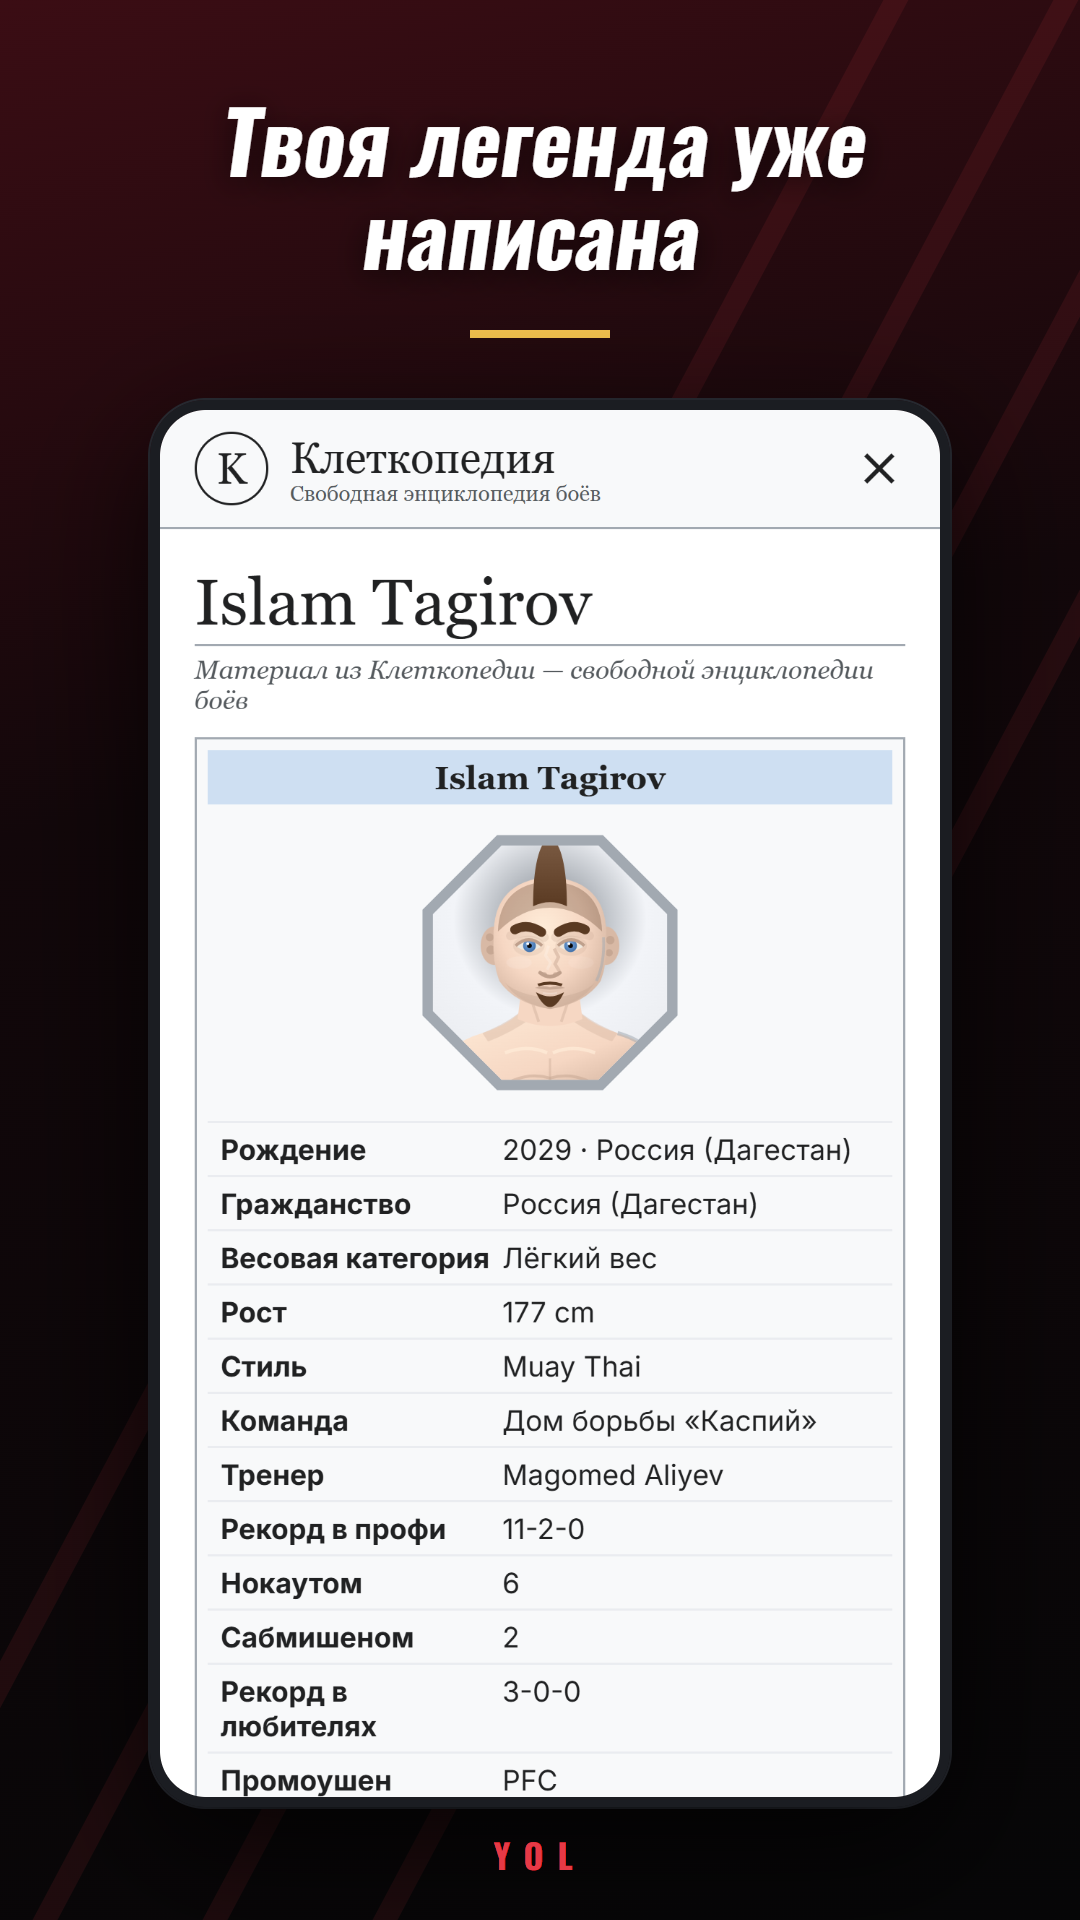 Твоя легенда уже
написана
K
Клеткопедия
Свободная энциклопедия боёв
Islam Tagirov
Материал из Клеткопедии — свободной энциклопедии
боёв
Islam Tagirov
Рождение 2029 · Россия (Дагестан)
Гражданство Россия (Дагестан)
Весовая категория Лёгкий вес
Рост 177 cm
Стиль Muay Thai
Команда Дом борьбы «Каспий»
Тренер Magomed Aliyev
Рекорд в профи 11-2-0
Нокаутом 6
Сабмишеном 2
Рекорд в 3-0-0
любителях
Промоушен PFC
YOL